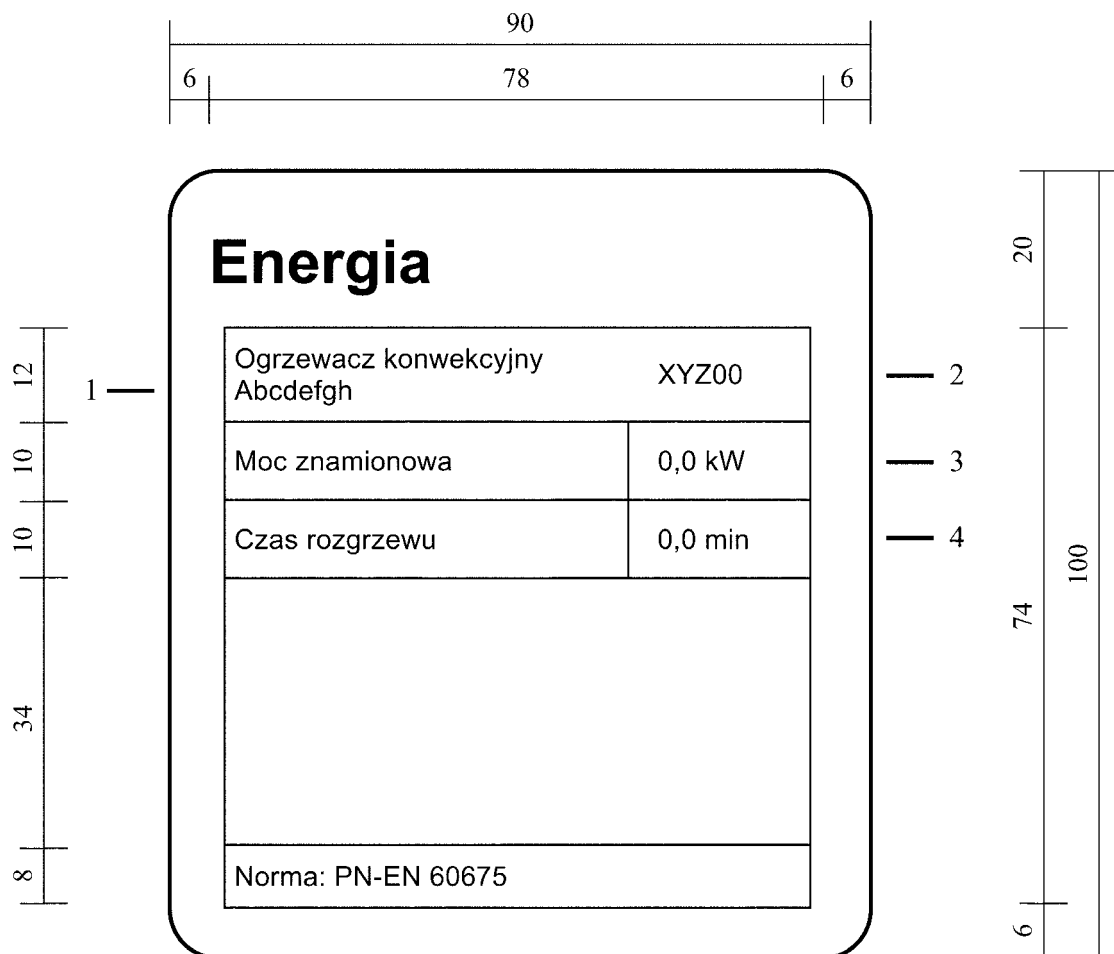 90
6 78 6
Energia
20
Ogrzewacz konwekcyjny
Abcdefgh
XYZ00
12
1
2
Moc znamionowa 0,0 kW
10
3
Czas rozgrzewu 0,0 min
10
4
100
74
34
Norma: PN-EN 60675
8
6